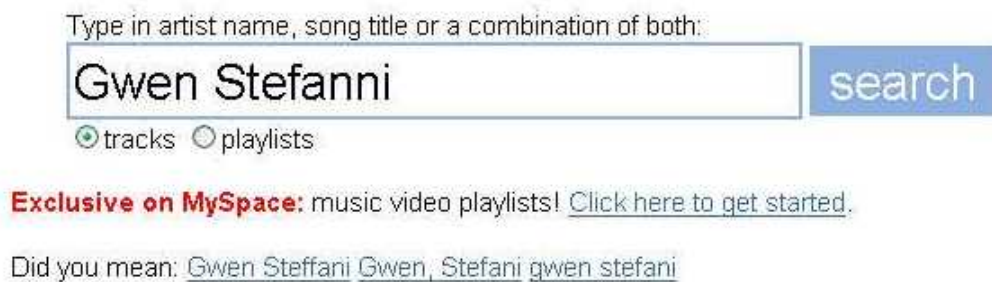 Type in artist name, song title or a combination of both:
Gwen Stefanni search
tracks playlists
Exclusive on MySpace: music video playlists! Click here to get started.
Did you mean: Gwen Steffani Gwen, Stefani gwen stefani